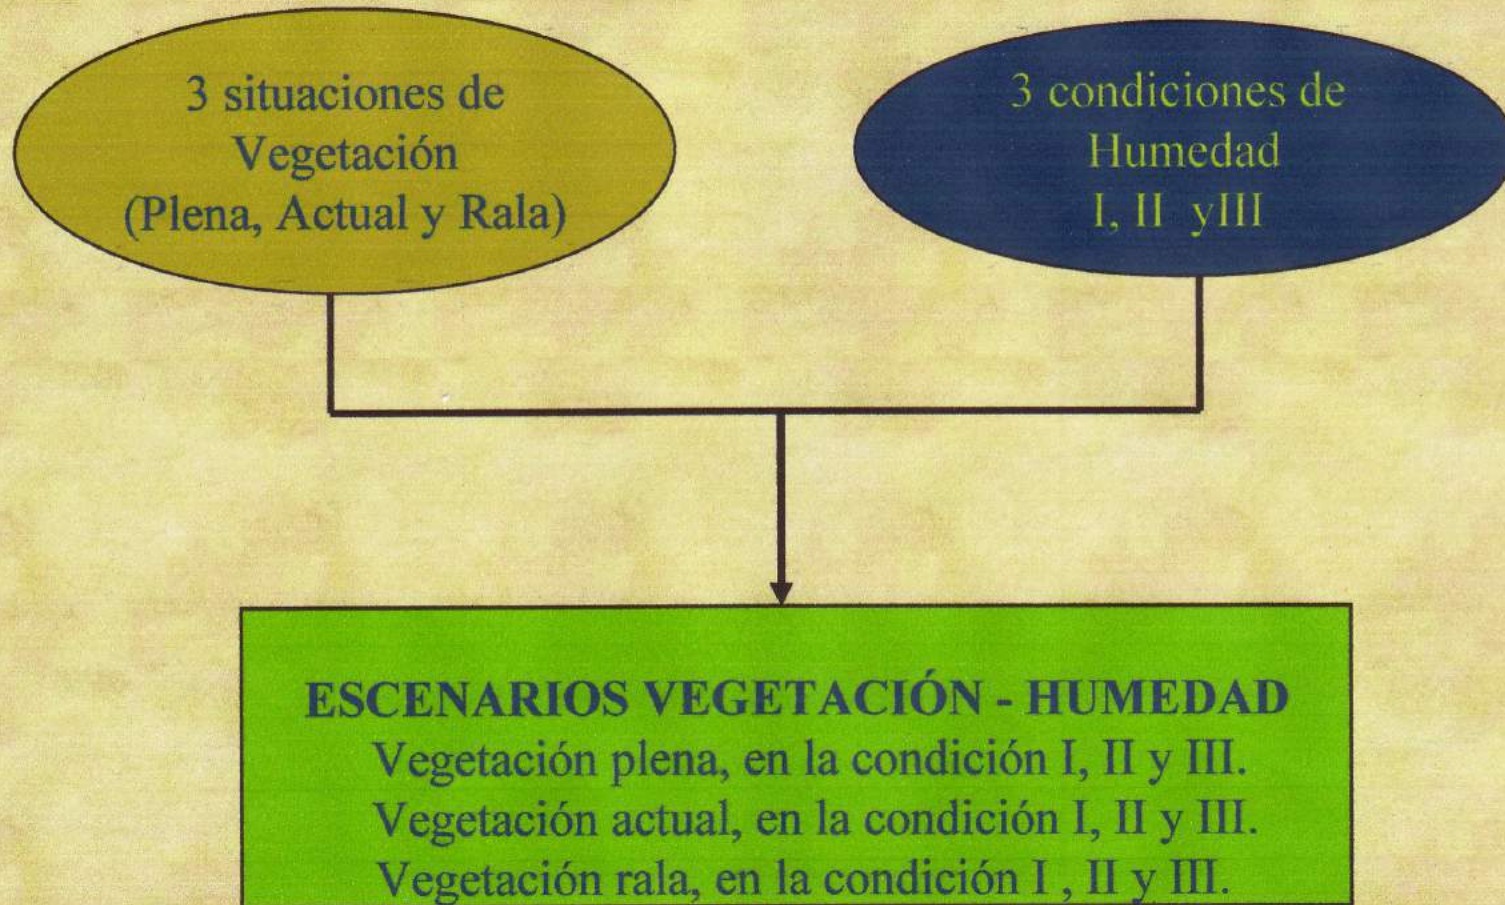 3 situaciones de
Vegetación
(Plena, Actual y Rala)
3 condiciones de
Humedad
I, II yIII
ESCENARIOS VEGETACIÓN - HUMEDAD
Vegetación plena, en la condición I, II y III.
Vegetación actual, en la condición I, II y III.
Vegetación rala, en la condición I , II y III.